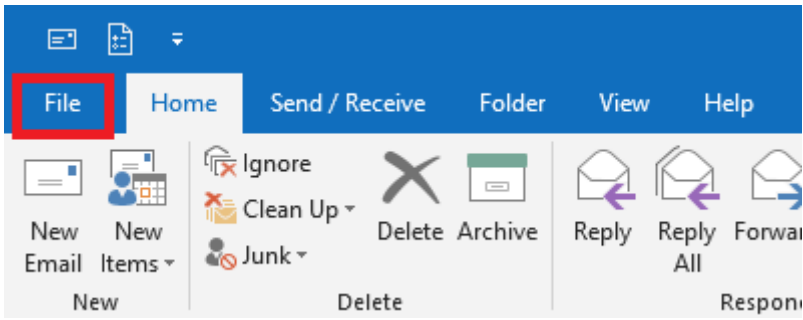 File Home Send / Receive Folder View Help
Ignore
Clean Up
Junk
New
Email
New
Items
Delete Archive
Reply
Reply
All
New
Delete